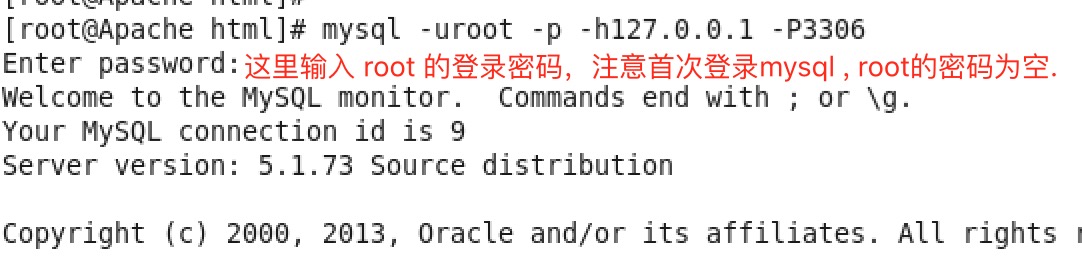 [root@Apache html]#
[root@Apache html]# mysql -uroot -p -h127.0.0.1 -P3306
Enter password:这里输入 root 的登录密码，注意首次登录mysql , root的密码为空.
Welcome to the MySQL monitor.  Commands end with ; or \g.
Your MySQL connection id is 9
Server version: 5.1.73 Source distribution
Copyright (c) 2000, 2013, Oracle and/or its affiliates. All rights